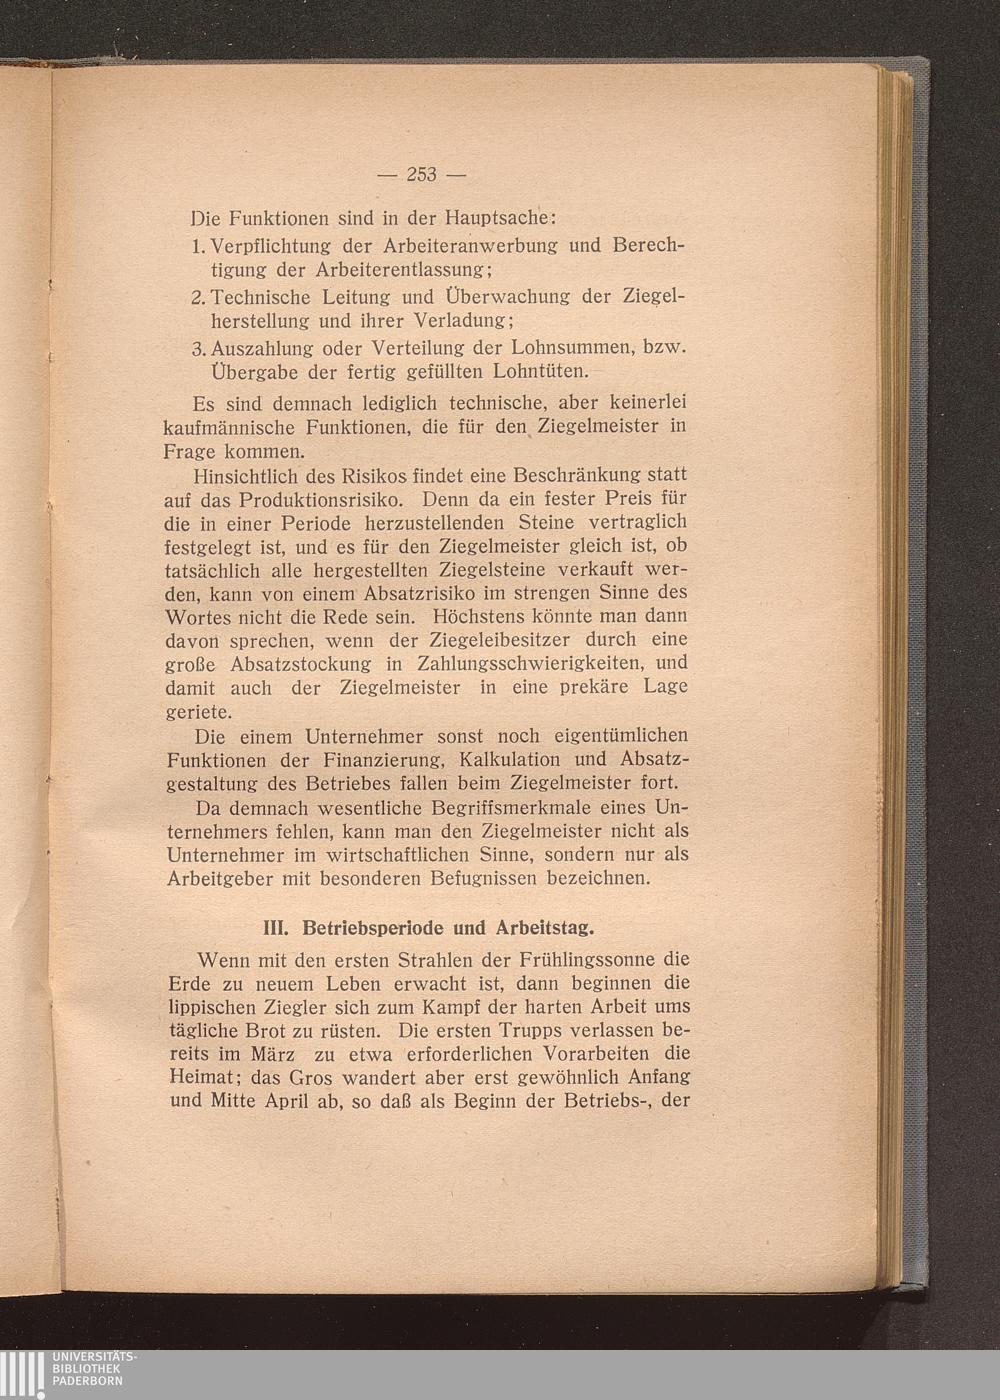 — 253 —
Die Funktionen sind in der Hauptsache:
1. Verpflichtung der Arbeiteranwerbung und Berech-
tigung der Arbeiterentlassung;
2. Technische Leitung und Überwachung der Ziegel-
herstellung und ihrer Verladung;
3. Auszahlung oder Verteilung der Lohnsummen, bzw.
Übergabe der fertig gefüllten Lohntüten.
Es sind demnach lediglich technische, aber keinerlei
kaufmännische Funktionen, die für den Ziegelmeister in
Frage kommen.
Hinsichtlich des Risikos findet eine Beschränkung statt
auf das Produktionsrisiko. Denn da ein fester Preis für
die in einer Periode herzustellenden Steine vertraglich
festgelegt ist, und es für den Ziegelmeister gleich ist, ob
tatsächlich alle hergestellten Ziegelsteine verkauft wer-
den, kann von einem Absatzrisiko im strengen Sinne des
Wortes nicht die Rede sein. Höchstens könnte man dann
davon sprechen, wenn der Ziegeleibesitzer durch eine
große Absatzstockung in Zahlungsschwierigkeiten, und
damit auch der Ziegelmeister in eine prekäre Lage
geriete.
Die einem Unternehmer sonst noch eigentümlichen
Funktionen der Finanzierung, Kalkulation und Absatz-
gestaltung des Betriebes fallen beim Ziegelmeister fort.
Da demnach wesentliche Begriffsmerkmale eines Un-
ternehmers fehlen, kann man den Ziegelmeister nicht als
Unternehmer im wirtschaftlichen Sinne, sondern nur als
Arbeitgeber mit besonderen Befugnissen bezeichnen.
III. Betriebsperiode und Arbeitstag.
Wenn mit den ersten Strahlen der Frühlingssonne die
Erde zu neuem Leben erwacht ist, dann beginnen die
lippischen Ziegler sich zum Kampf der harten Arbeit ums
tägliche Brot zu rüsten. Die ersten Trupps verlassen be-
reits im März zu etwa erforderlichen Vorarbeiten die
Heimat; das Gros wandert aber erst gewöhnlich Anfang
und Mitte April ab, so daß als Beginn der Betriebs-, der
UNIVERSITÄTS-
BIBLIOTHEK
PADERBORN